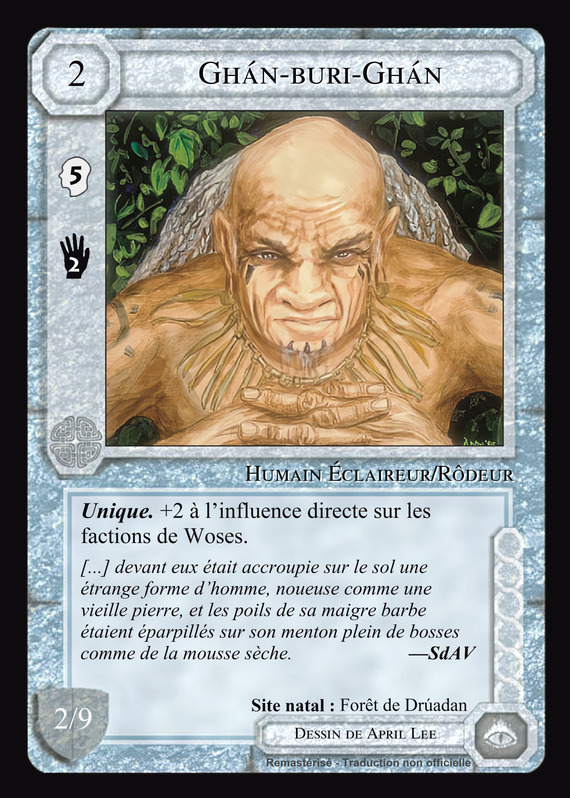 2
GHÁN-BURI-GHÁN
5
2
HUMAIN ÉCLAIREUR/RÔDEUR
Unique. +2 à l'influence directe sur les
factions de Woses.
[...] devant eux était accroupie sur le sol une
étrange forme d'homme, noueuse comme une
vieille pierre, et les poils de sa maigre barbe
étaient éparpillés sur son menton plein de bosses
comme de la mousse sèche. —SdAV
Site natal : Forêt de Drúadan
2/9
DESSIN DE APRIL LEE
Remastérisé - Traduction non officielle